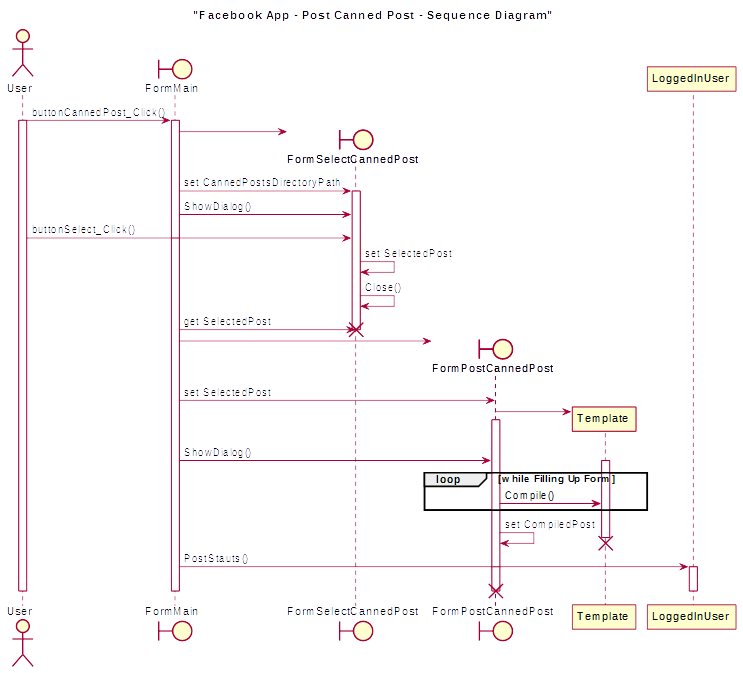 "Facebook App - Post Canned Post - Sequence Diagram"
User
FormMain
LoggedInUser
buttonCannedPost_Click()
FormSelectCannedPost
set CannedPostsDirectoryPath
ShowDialog()
buttonSelect_Click()
set SelectedPost
Close()
get SelectedPost
FormPostCannedPost
set SelectedPost
Template
ShowDialog()
loop
[while Filling Up Form]
Compile()
set CompiledPost
PostStauts()
User
FormMain
FormSelectCannedPost
FormPostCannedPost
Template
LoggedInUser